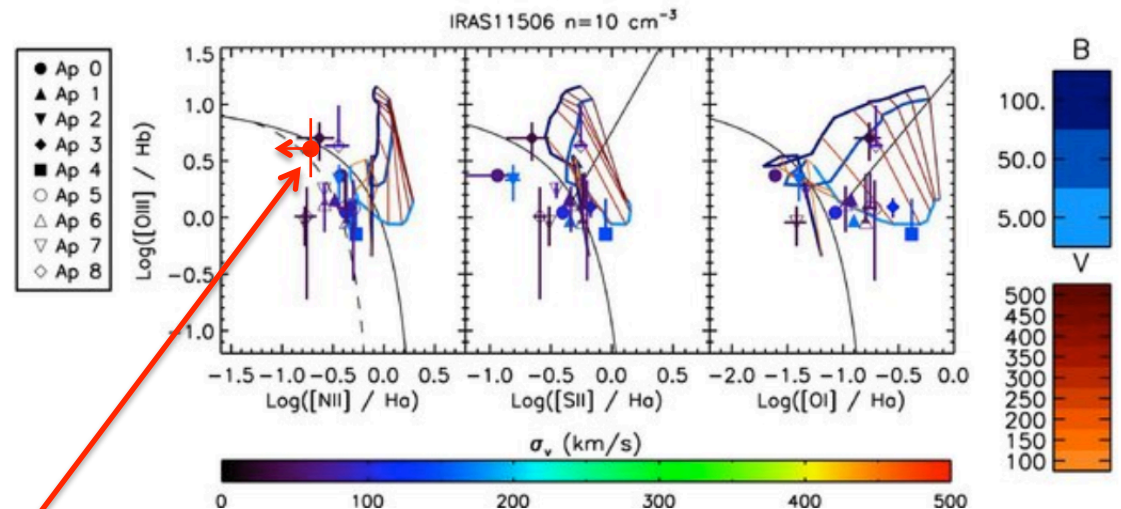 IRAS11506 n=10 cm⁻³
Ap 0
Ap 1
Ap 2
Ap 3
Ap 4
Ap 5
Ap 6
Ap 7
Ap 8
Log([OIII] / Hb)
1.5
1.0
0.5
0.0
−0.5
−1.0
−1.5 −1.0 −0.5 0.0 0.5
Log([NII] / Ha)
−1.0 −0.5 0.0
Log([SII] / Ha)
−2.0 −1.5 −1.0 −0.5 0.0
Log([OI] / Ha)
B
100.
50.0
5.00
V
500
450
400
350
300
250
200
150
100
σᵥ (km/s)
0 100 200 300 400 500